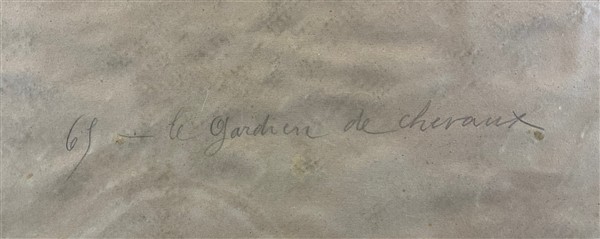 65 - le gardien de chevaux